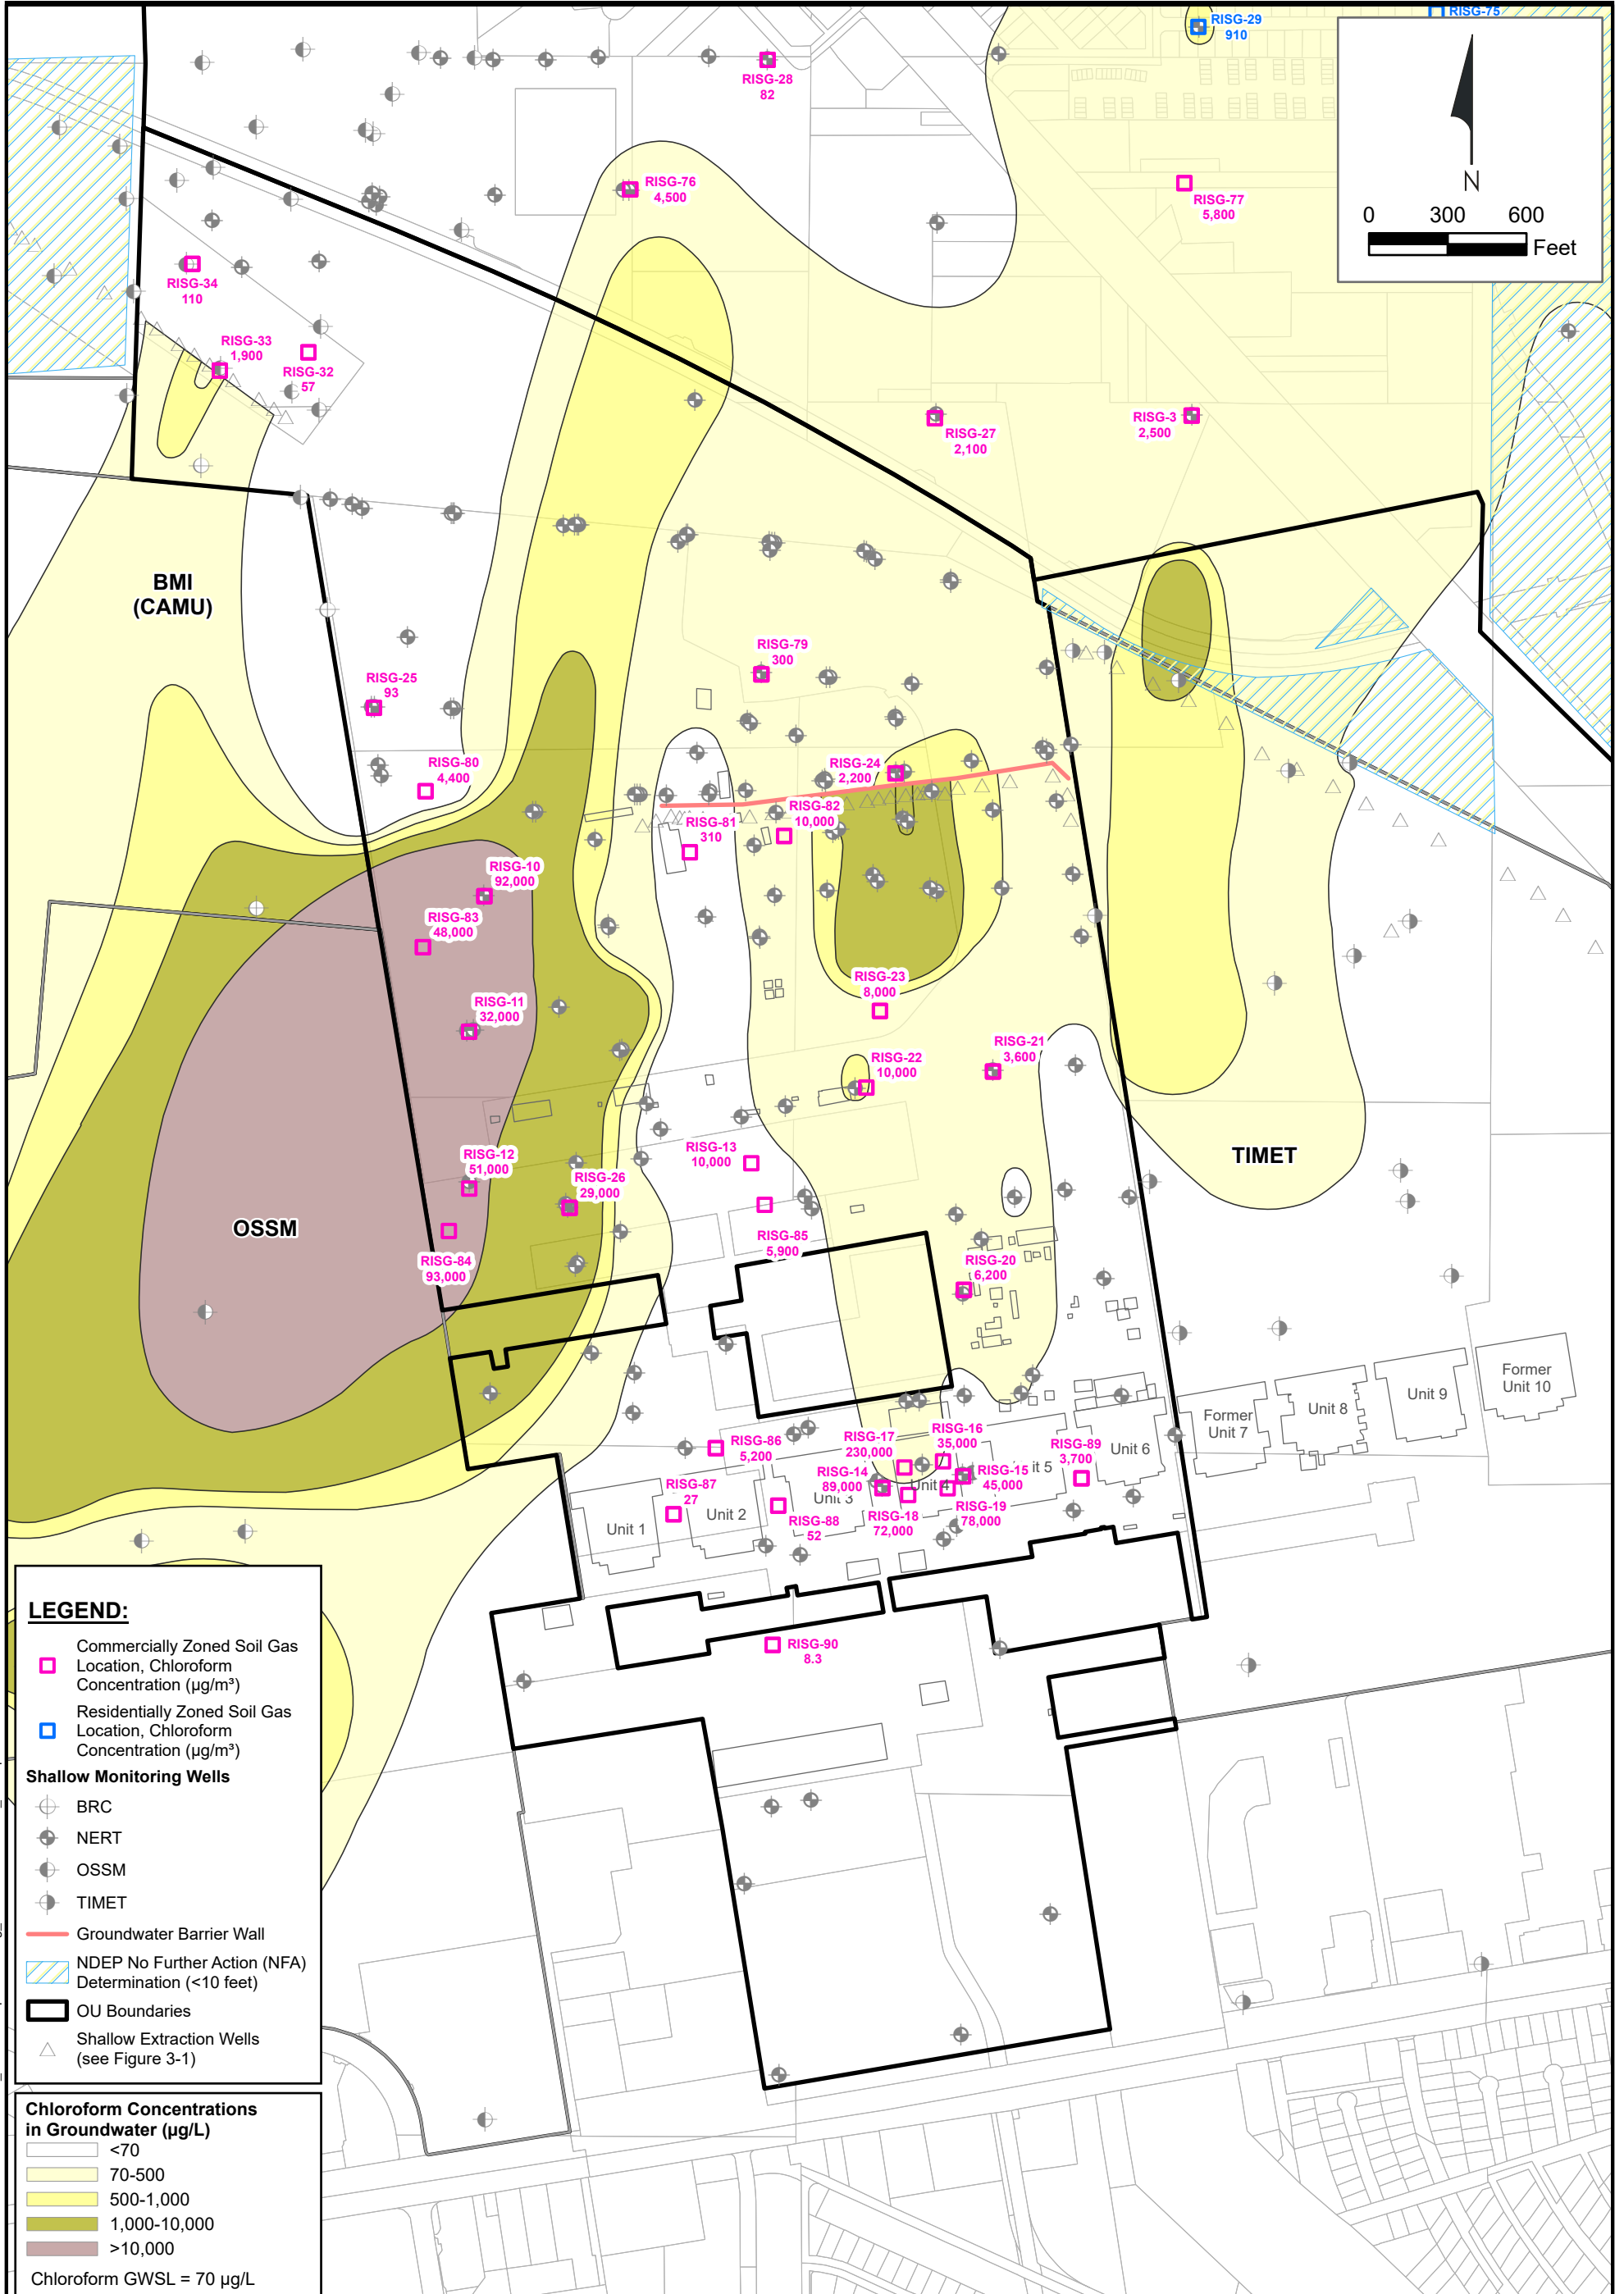 RISG-29
910
RISG-75
RISG-28
82
N
0 300 600
Feet
RISG-76
4,500
RISG-77
5,800
RISG-34
110
RISG-33
1,900
RISG-32
57
RISG-27
2,100
RISG-3
2,500
BMI
(CAMU)
RISG-79
300
RISG-25
93
RISG-80
4,400
RISG-24
2,200
RISG-82
10,000
RISG-81
310
RISG-10
92,000
RISG-83
48,000
RISG-11
32,000
RISG-23
8,000
RISG-21
3,600
RISG-22
10,000
RISG-13
10,000
RISG-12
51,000
RISG-26
29,000
TIMET
OSSM
RISG-85
5,900
RISG-84
93,000
RISG-20
6,200
Former
Unit 10
Unit 9
Unit 8
Former
Unit 7
Unit 6
RISG-86
5,200
RISG-17
230,000
RISG-16
35,000
RISG-89
3,700
RISG-14
89,000
RISG-15
45,000
RISG-87
27
RISG-88
52
RISG-18
72,000
RISG-19
78,000
Unit 1
Unit 2
Unit 3
Unit 4
RISG-90
8.3
LEGEND:
Commercially Zoned Soil Gas
Location, Chloroform
Concentration (µg/m³)
Residentially Zoned Soil Gas
Location, Chloroform
Concentration (µg/m³)
Shallow Monitoring Wells
BRC
NERT
OSSM
TIMET
Groundwater Barrier Wall
NDEP No Further Action (NFA)
Determination (<10 feet)
OU Boundaries
Shallow Extraction Wells
(see Figure 3-1)
Chloroform Concentrations
in Groundwater (µg/L)
<70
70-500
500-1,000
1,000-10,000
>10,000
Chloroform GWSL = 70 µg/L